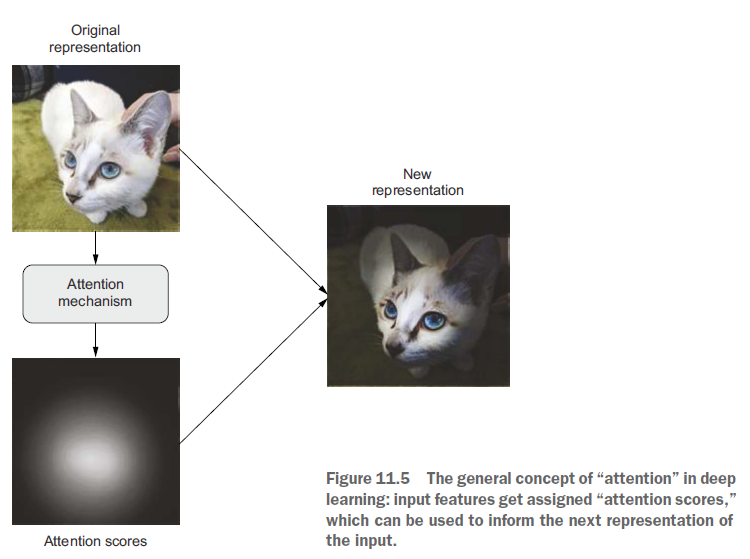 Original
representation
New
representation
Attention
mechanism
Attention scores
Figure 11.5 The general concept of “attention” in deep
learning: input features get assigned “attention scores,”
which can be used to inform the next representation of
the input.